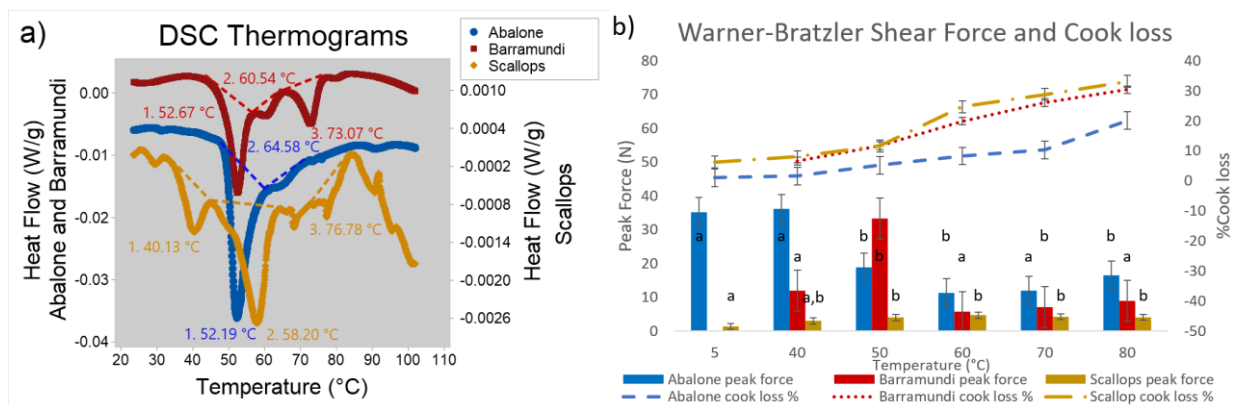 a)
DSC Thermograms
Abalone
Barramundi
Scallops
Heat Flow (W/g)
Abalone and Barramundi
0.00
-0.01
-0.02
-0.03
-0.04
2. 60.54 °C
1. 52.67 °C
3. 73.07 °C
2. 64.58 °C
3. 76.78 °C
1. 40.13 °C
1. 52.19 °C
2. 58.20 °C
0.0010
0.0004
-0.0002
-0.0008
-0.0014
-0.0020
-0.0026
Heat Flow (W/g)
Scallops
20 30 40 50 60 70 80 90 100 110
Temperature (°C)
b)
Warner-Bratzler Shear Force and Cook loss
Peak Force (N)
80
70
60
50
40
30
20
10
0
40
30
20
10
0
-10
-20
-30
-40
-50
%Cook loss
a a
a a a,b
b b b
b a b
a b b
b a b
5 40 50 60 70 80
Temperature (°C)
Abalone peak force Barramundi peak force Scallops peak force
Abalone cook loss % Barramundi cook loss % Scallop cook loss %